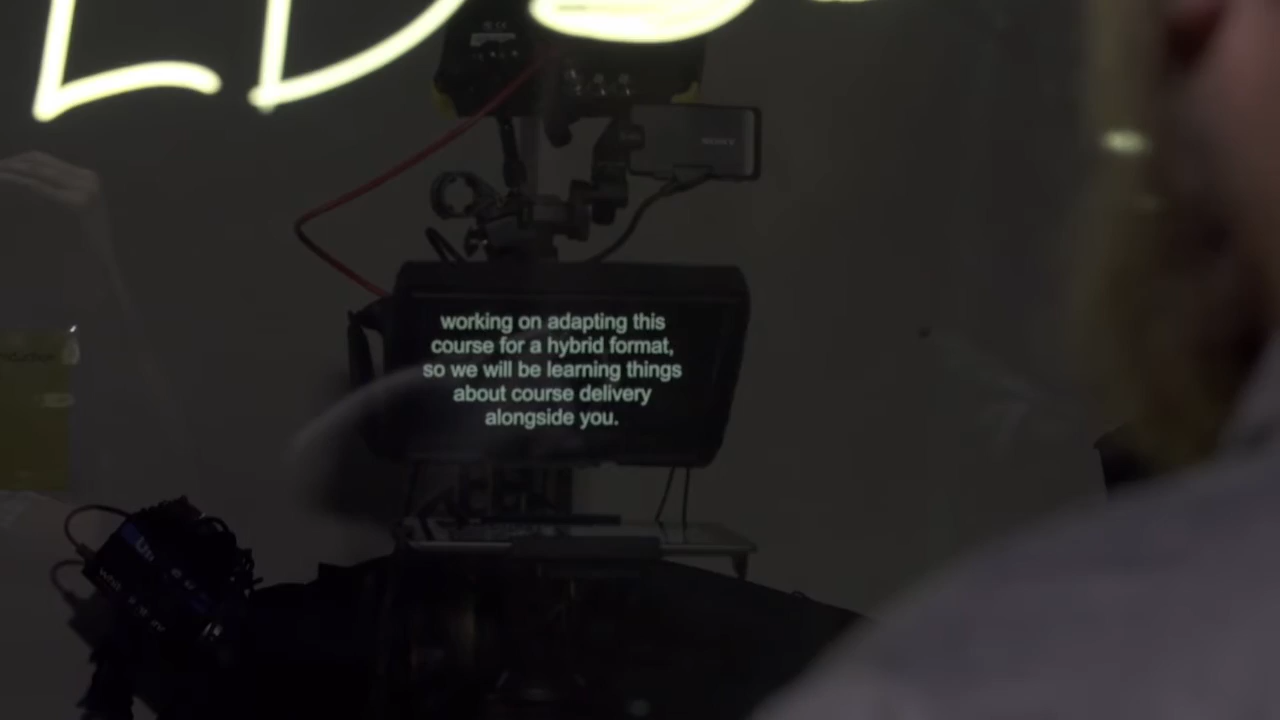 SONY
working on adapting this
course for a hybrid format,
so we will be learning things
about course delivery
alongside you.